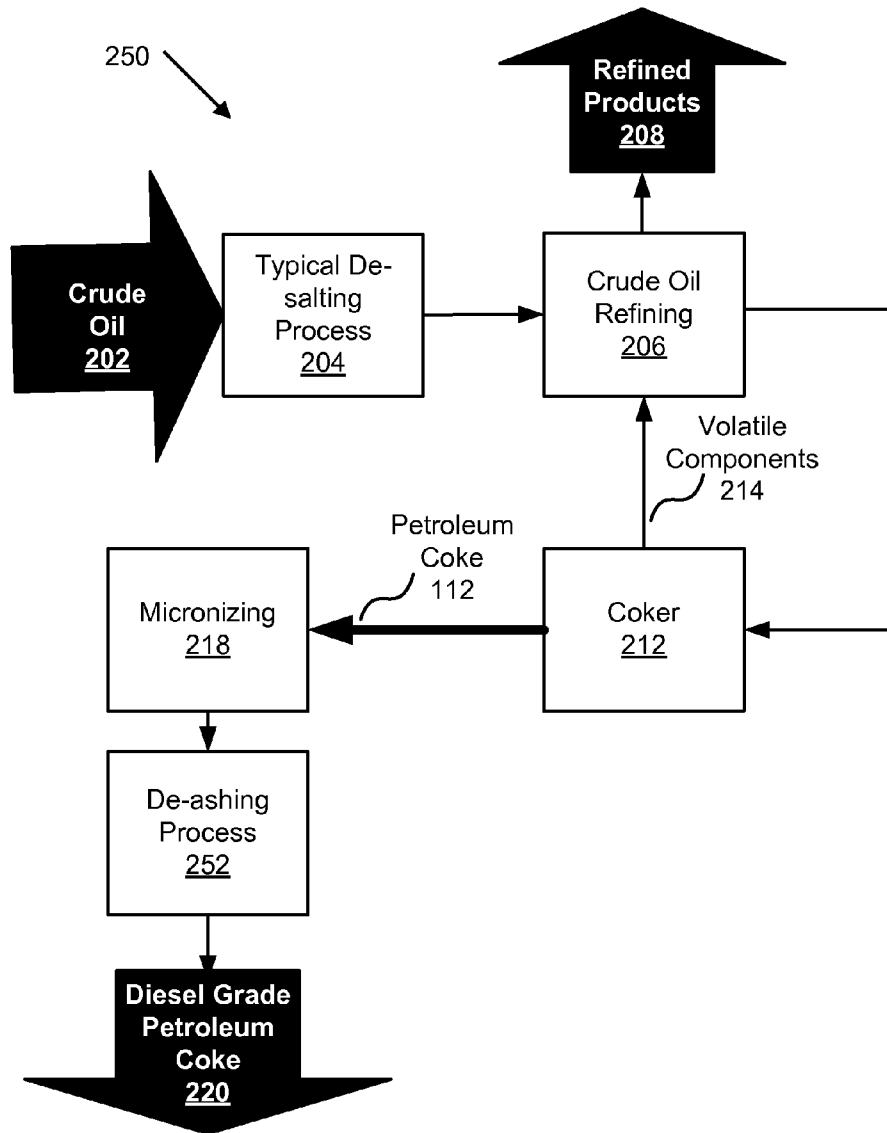 250
Refined
Products
208
Crude
Oil
202
Typical De-
salting
Process
204
Crude Oil
Refining
206
Volatile
Components
214
Petroleum
Coke
112
Micronizing
218
Coker
212
De-ashing
Process
252
Diesel Grade
Petroleum
Coke
220